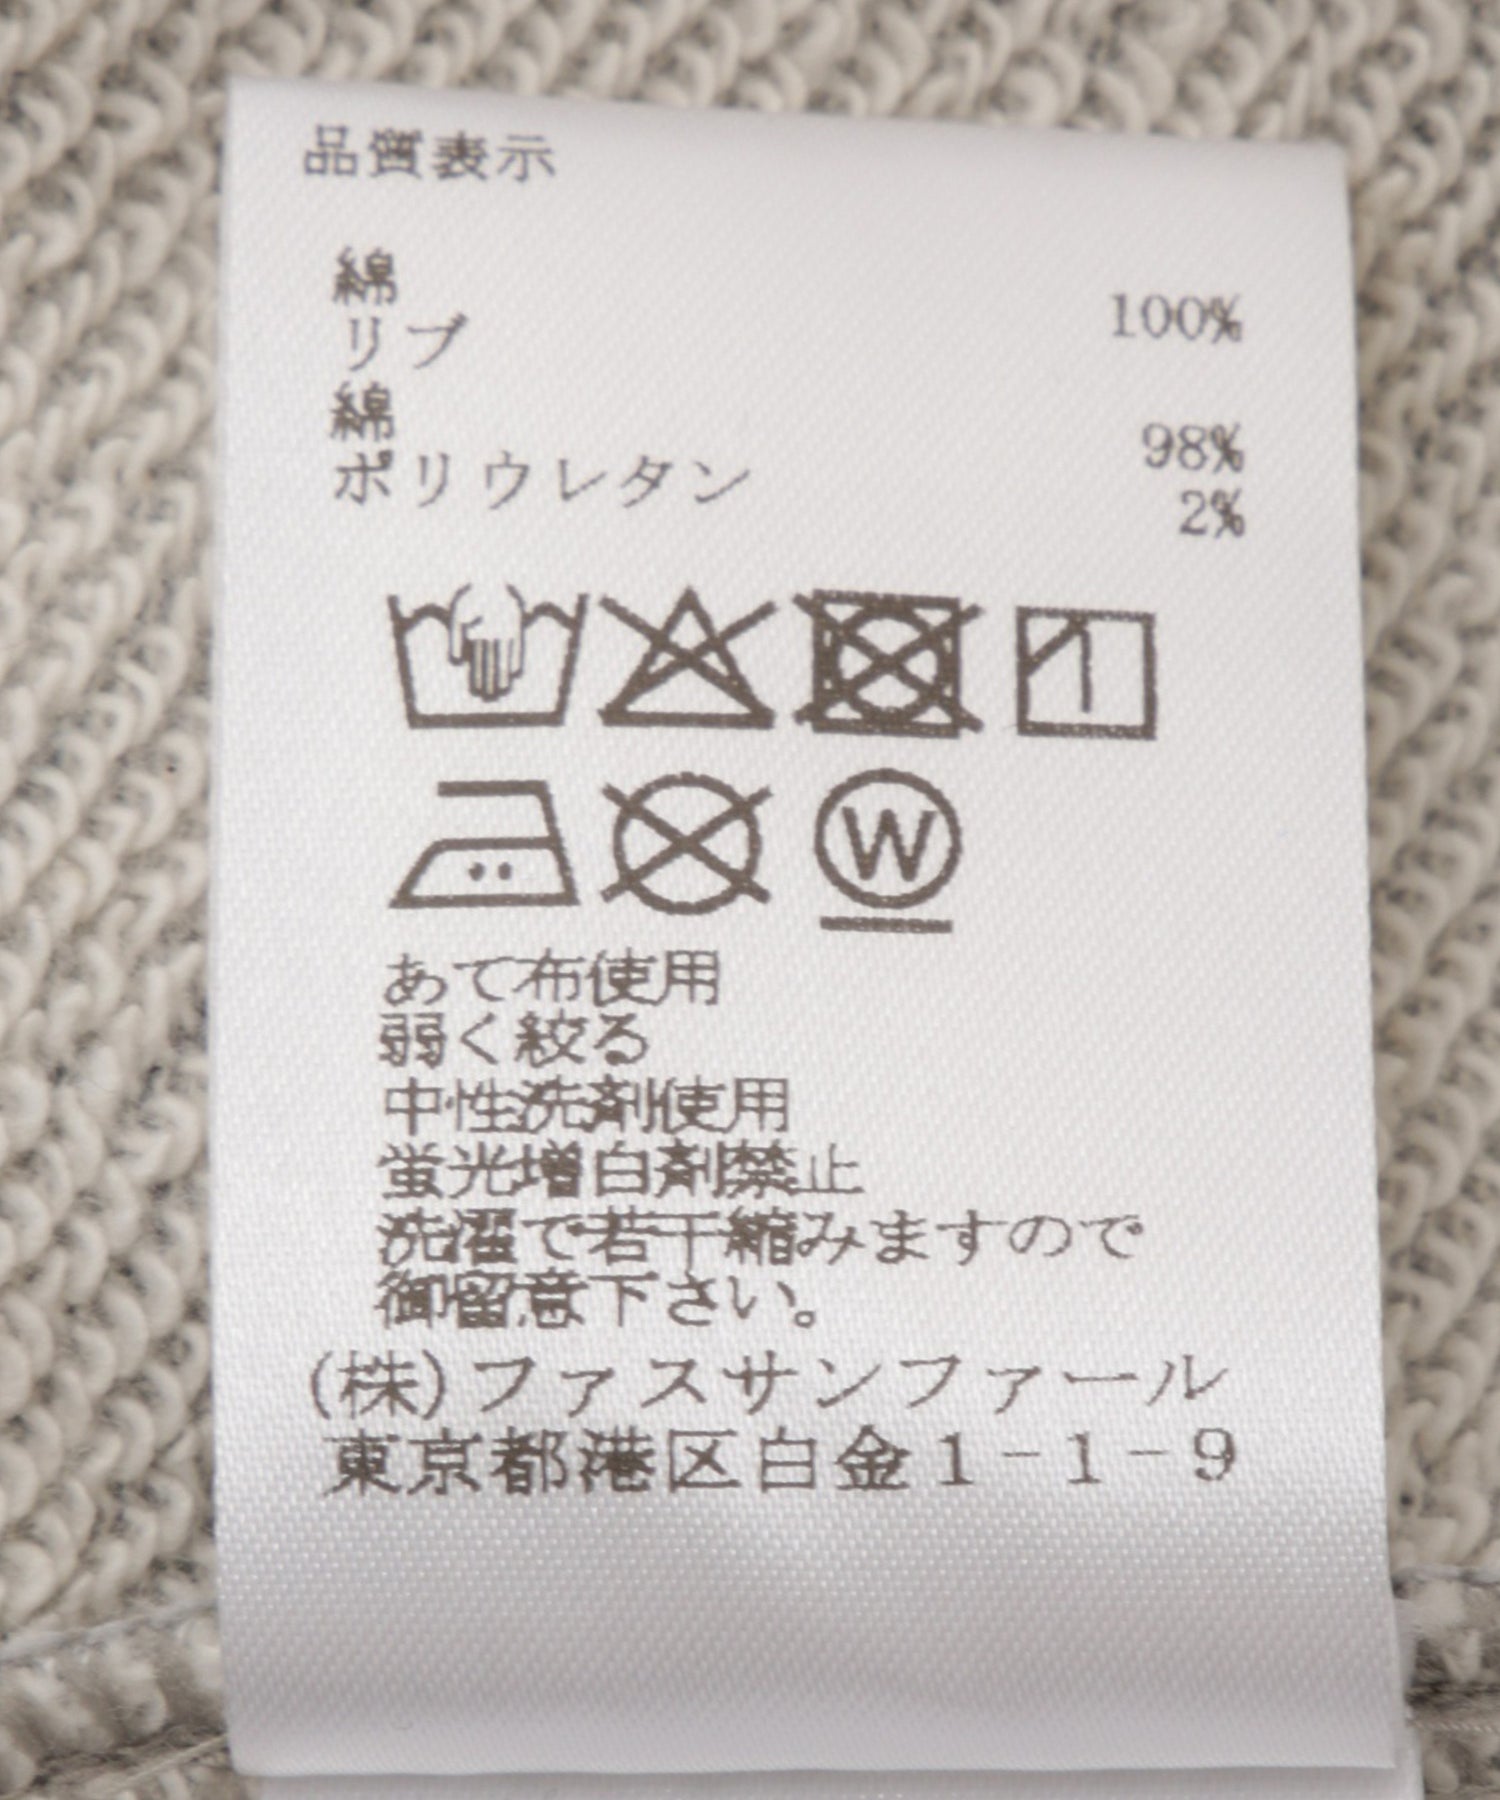 品質表示
綿 100%
リブ
綿 98%
ポリウレタン 2%
W
あて布使用
弱く絞る
中性洗剤使用
蛍光増白剤禁止
洗濯で若干縮みますので
御留意下さい。
(株)ファスサンファール
東京都港区白金1-1-9